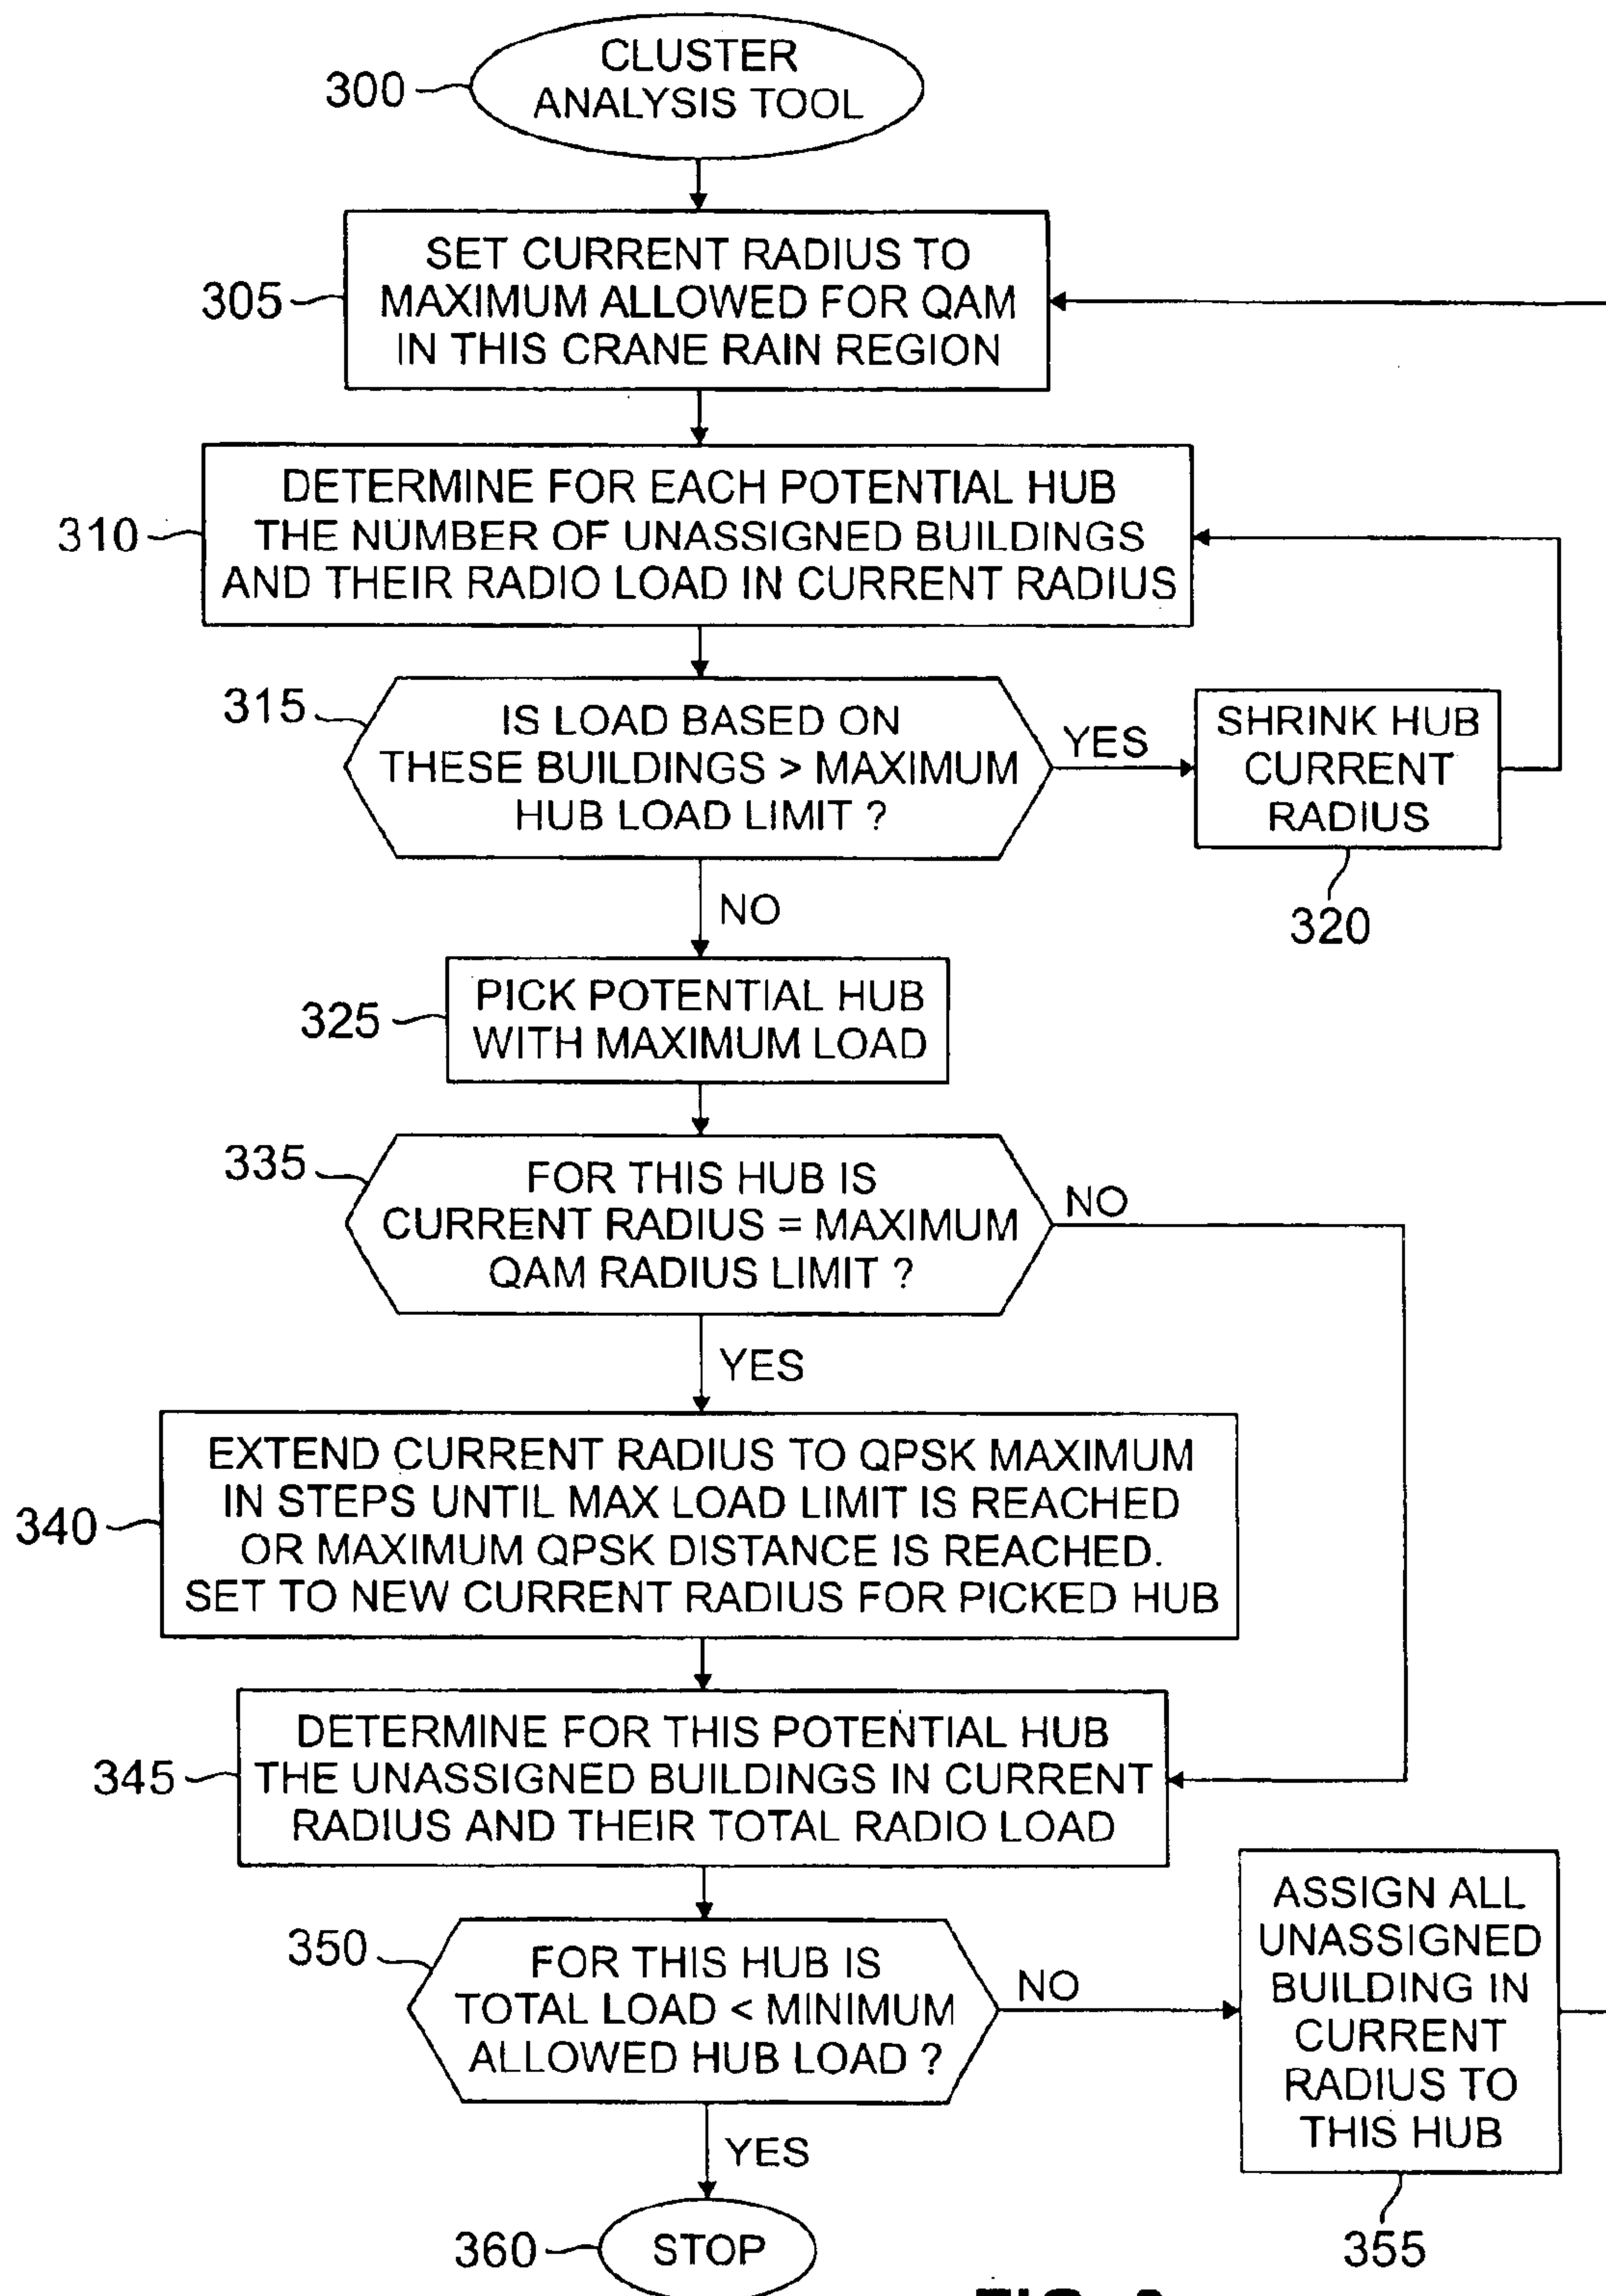 CLUSTER
ANALYSIS TOOL
300
SET CURRENT RADIUS TO
MAXIMUM ALLOWED FOR QAM
IN THIS CRANE RAIN REGION
305
DETERMINE FOR EACH POTENTIAL HUB
THE NUMBER OF UNASSIGNED BUILDINGS
AND THEIR RADIO LOAD IN CURRENT RADIUS
310
315
IS LOAD BASED ON
THESE BUILDINGS > MAXIMUM
HUB LOAD LIMIT ?
YES
SHRINK HUB
CURRENT
RADIUS
320
NO
PICK POTENTIAL HUB
WITH MAXIMUM LOAD
325
335
FOR THIS HUB IS
CURRENT RADIUS = MAXIMUM
QAM RADIUS LIMIT ?
NO
YES
EXTEND CURRENT RADIUS TO QPSK MAXIMUM
IN STEPS UNTIL MAX LOAD LIMIT IS REACHED
OR MAXIMUM QPSK DISTANCE IS REACHED.
SET TO NEW CURRENT RADIUS FOR PICKED HUB
340
DETERMINE FOR THIS POTENTIAL HUB
THE UNASSIGNED BUILDINGS IN CURRENT
RADIUS AND THEIR TOTAL RADIO LOAD
345
350
FOR THIS HUB IS
TOTAL LOAD < MINIMUM
ALLOWED HUB LOAD ?
NO
ASSIGN ALL
UNASSIGNED
BUILDING IN
CURRENT
RADIUS TO
THIS HUB
355
YES
STOP
360